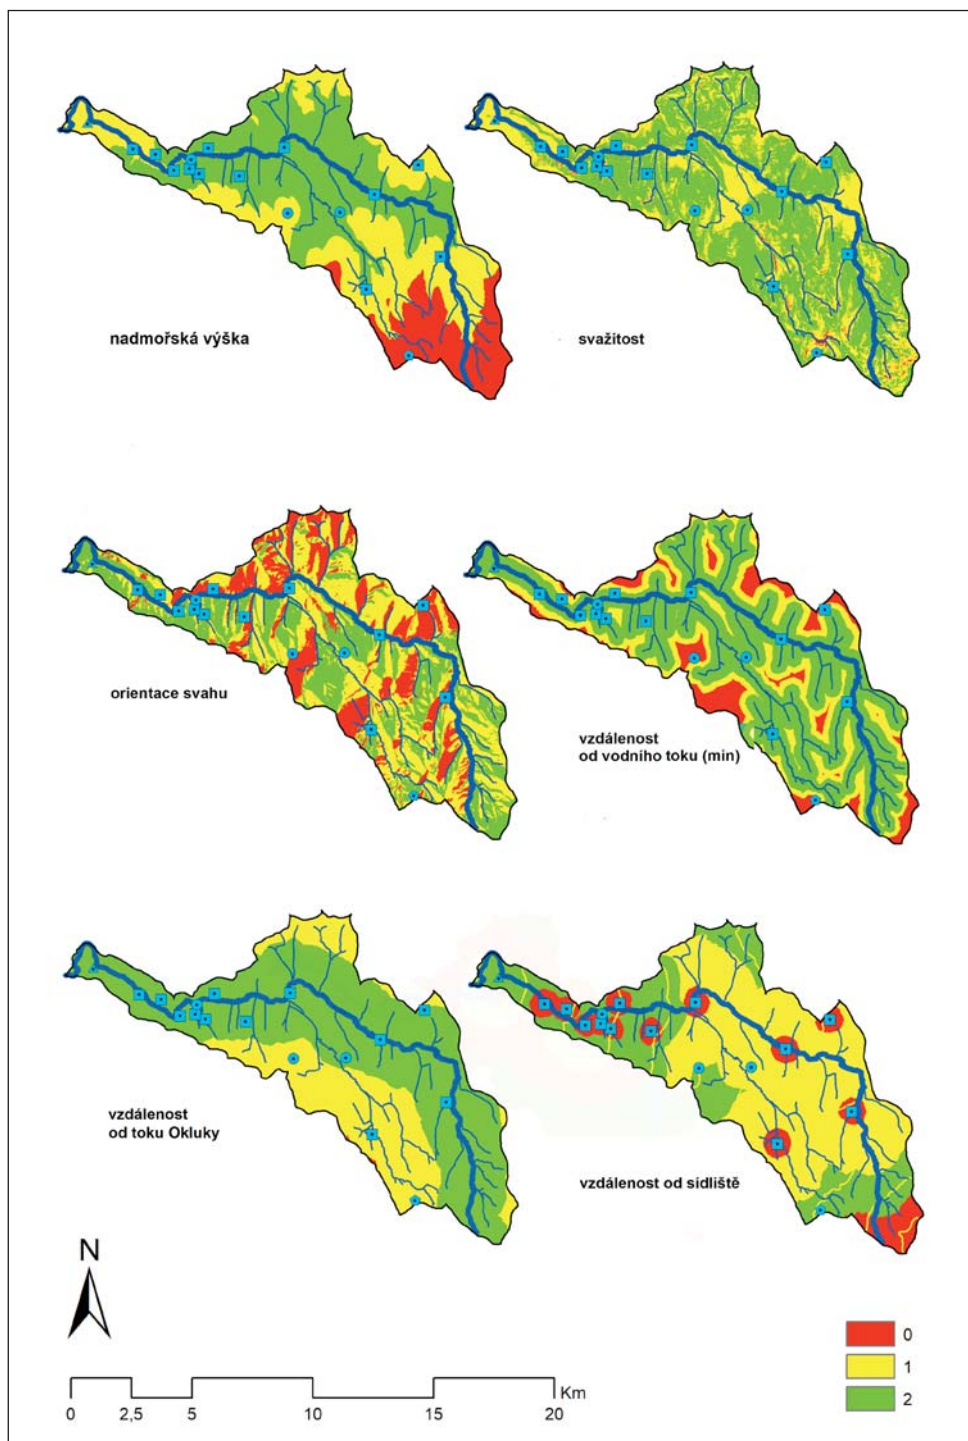 nadmořská výška
svažitost
orientace svahu
vzdálenost
od vodního toku (min)
vzdálenost
od toku Okluky
vzdálenost od sídliště
N
0
1
2
Km
0 2,5 5 10 15 20